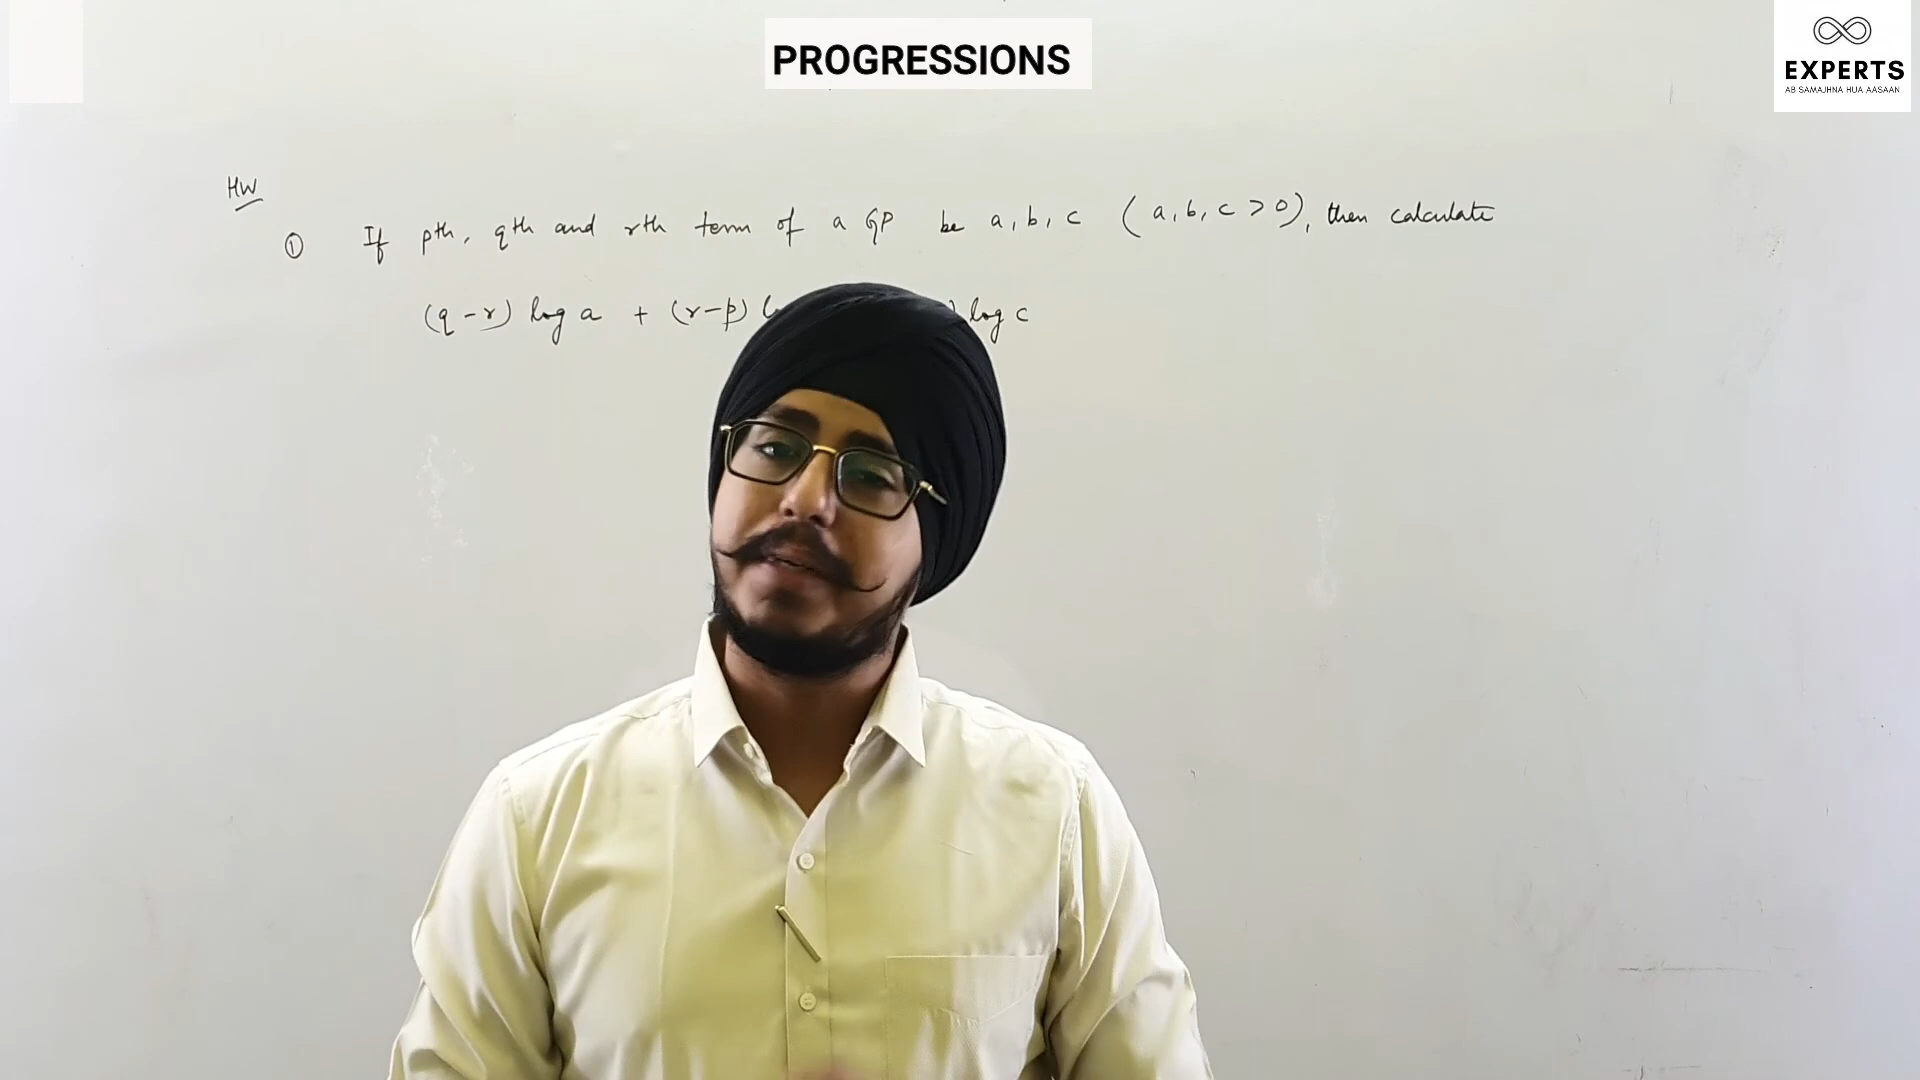 PROGRESSIONS
EXPERTS
AB SAMAJHNA HUA AASAAN
HW
① If pth, qth and rth term of a GP be a, b, c (a, b, c > 0), then calculate
(q-r) log a + (r-p) log c